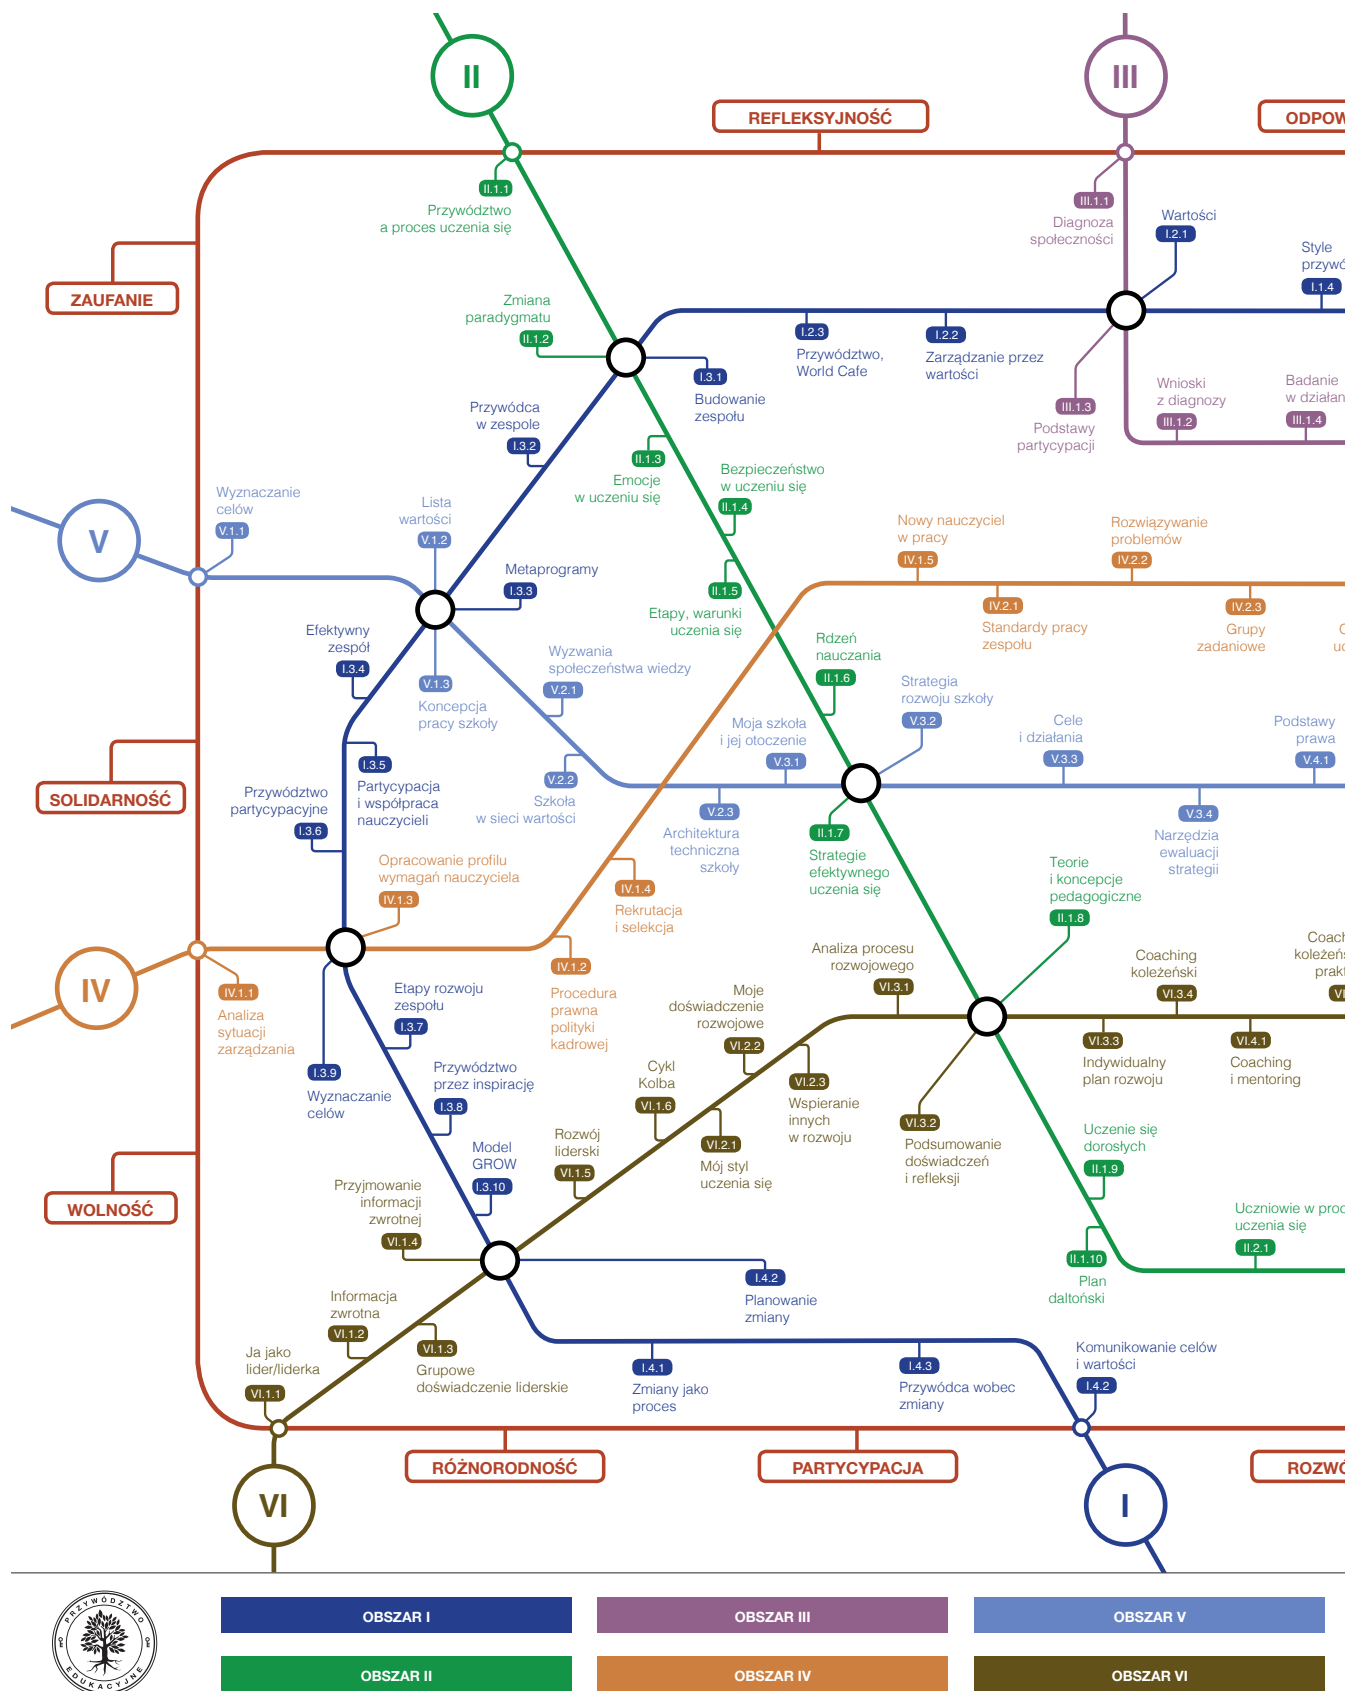 II
III
REFLEKSYJNOŚĆ
ODPOW
II.1.1
Przywództwo
a proces uczenia się
III.1.1
Diagnoza
społeczności
Wartości
I.2.1
Style
przywó
I.1.4
ZAUFANIE
Zmiana
paradygmatu
II.1.2
I.2.3
Przywództwo,
World Cafe
I.2.2
Zarządzanie przez
wartości
I.3.1
Budowanie
zespołu
Przywódca
w zespole
I.3.2
III.1.3
Podstawy
partycypacji
Wnioski
z diagnozy
III.1.2
Badanie
w działan
III.1.4
II.1.3
Emocje
w uczeniu się
Bezpieczeństwo
w uczeniu się
II.1.4
V
Wyznaczanie
celów
V.1.1
Lista
wartości
V.1.2
Nowy nauczyciel
w pracy
IV.1.5
Rozwiązywanie
problemów
IV.2.2
Metaprogramy
I.3.3
II.1.5
Etapy, warunki
uczenia się
IV.2.1
Standardy pracy
zespołu
IV.2.3
Grupy
zadaniowe
Efektywny
zespół
I.3.4
V.1.3
Koncepcja
pracy szkoły
Wyzwania
społeczeństwa wiedzy
V.2.1
Rdzeń
nauczania
II.1.6
Strategia
rozwoju szkoły
V.3.2
Moja szkoła
i jej otoczenie
V.3.1
Cele
i działania
V.3.3
Podstawy
prawa
V.4.1
SOLIDARNOŚĆ
I.3.5
Partycypacja
i współpraca
nauczycieli
Przywództwo
partycypacyjne
I.3.6
V.2.2
Szkoła
w sieci wartości
V.2.3
Architektura
techniczna
szkoły
II.1.7
Strategie
efektywnego
uczenia się
V.3.4
Narzędzia
ewaluacji
strategii
Opracowanie profilu
wymagań nauczyciela
IV.1.3
IV.1.4
Rekrutacja
i selekcja
Teorie
i koncepcje
pedagogiczne
II.1.8
IV
IV.1.1
Analiza
sytuacji
zarządzania
IV.1.2
Procedura
prawna
polityki
kadrowej
Analiza procesu
rozwojowego
VI.3.1
Coaching
koleżeński
VI.3.4
Coach
koleżeńs
prakt
VI
Etapy rozwoju
zespołu
I.3.7
Moje
doświadczenie
rozwojowe
VI.2.2
VI.3.3
Indywidualny
plan rozwoju
VI.4.1
Coaching
i mentoring
I.3.9
Wyznaczanie
celów
Przywództwo
przez inspirację
I.3.8
Cykl
Kolba
VI.1.6
VI.2.3
Wspieranie
innych
w rozwoju
VI.3.2
Podsumowanie
doświadczeń
i refleksji
Rozwój
liderski
VI.1.5
VI.2.1
Mój styl
uczenia się
Uczenie się
dorosłych
II.1.9
Model
GROW
I.3.10
WOLNOŚĆ
Przyjmowanie
informacji
zwrotnej
VI.1.4
Uczniowie w proc
uczenia się
II.2.1
II.1.10
Plan
daltoński
I.4.2
Planowanie
zmiany
Informacja
zwrotna
VI.1.2
VI.1.3
Grupowe
doświadczenie liderskie
Ja jako
lider/liderka
VI.1.1
I.4.1
Zmiany jako
proces
I.4.3
Przywódca wobec
zmiany
Komunikowanie celów
i wartości
I.4.2
RÓŻNORODNOŚĆ
PARTYCYPACJA
ROZWÓ
VI
I
PRZYWÓDZTWO
EDUKACYJNE
OBSZAR I
OBSZAR III
OBSZAR V
OBSZAR II
OBSZAR IV
OBSZAR VI